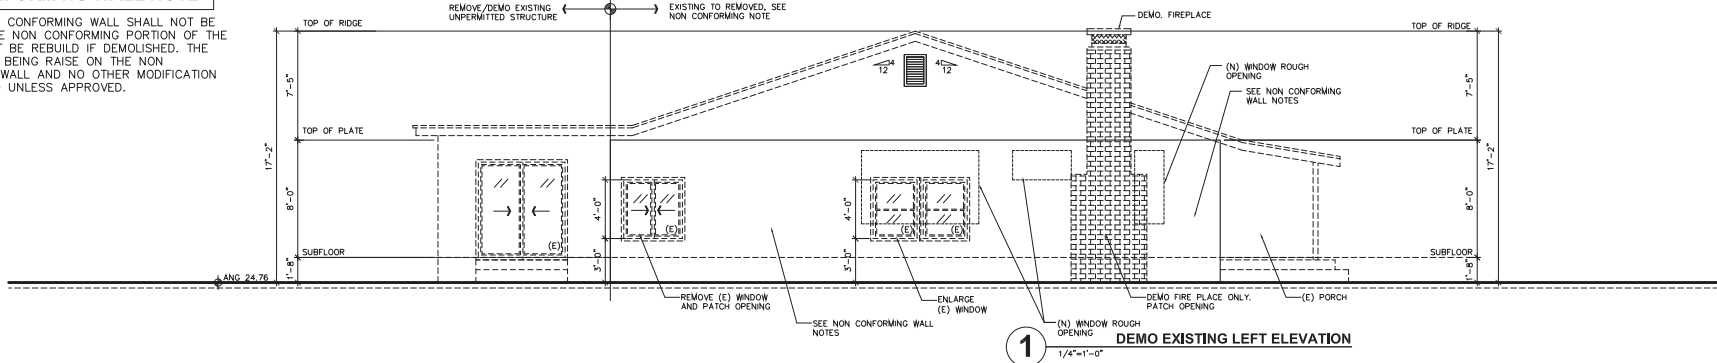 CONFORMING WALL SHALL NOT BE
NON CONFORMING PORTION OF THE
BE REBUILD IF DEMOLISHED. THE
BEING RAISE ON THE NON
WALL AND NO OTHER MODIFICATION
UNLESS APPROVED.
REMOVE/DEMO EXISTING
UNPERMITTED STRUCTURE
EXISTING TO REMOVED, SEE
NON CONFORMING NOTE
DEMO. FIREPLACE
TOP OF RIDGE
TOP OF RIDGE
4
12
4
12
(N) WINDOW ROUGH
OPENING
SEE NON CONFORMING
WALL NOTES
7'-5"
7'-5"
TOP OF PLATE
TOP OF PLATE
17'-2"
17'-2"
8'-0"
8'-0"
4'-0"
4'-0"
(E)
(E)
(E)
(E)
SUBFLOOR
SUBFLOOR
3'-0"
3'-0"
1'-8"
1'-8"
ANG 24.76
REMOVE (E) WINDOW
AND PATCH OPENING
ENLARGE
(E) WINDOW
DEMO FIRE PLACE ONLY.
PATCH OPENING
(E) PORCH
SEE NON CONFORMING WALL
NOTES
(N) WINDOW ROUGH
OPENING
1
DEMO EXISTING LEFT ELEVATION
1/4"=1'-0"